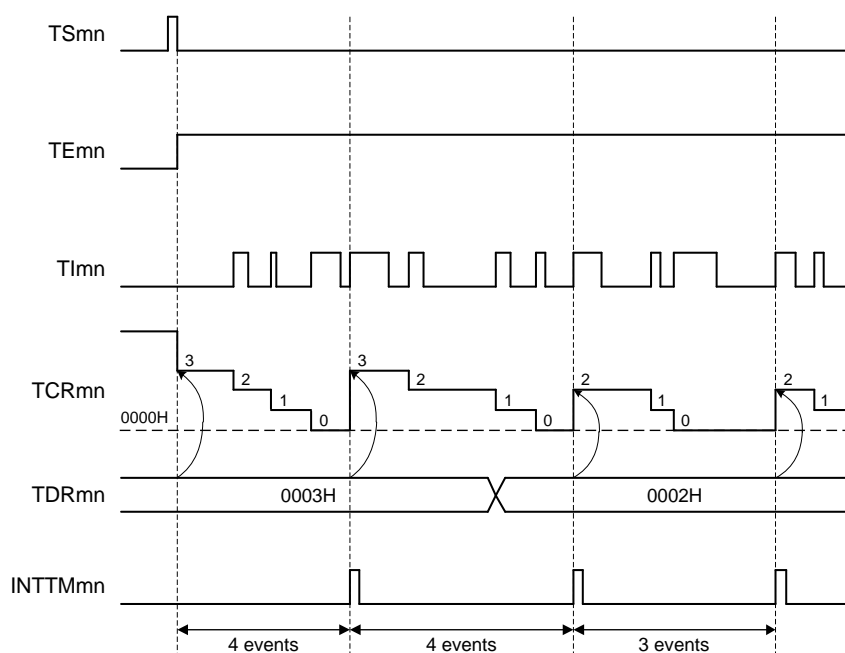 TSmn
TEmn
TImn
TCRmn
3
2
1
0
3
2
1
0
2
1
0
2
1
0000H
TDRmn
0003H
0002H
INTTMmn
4 events
4 events
3 events